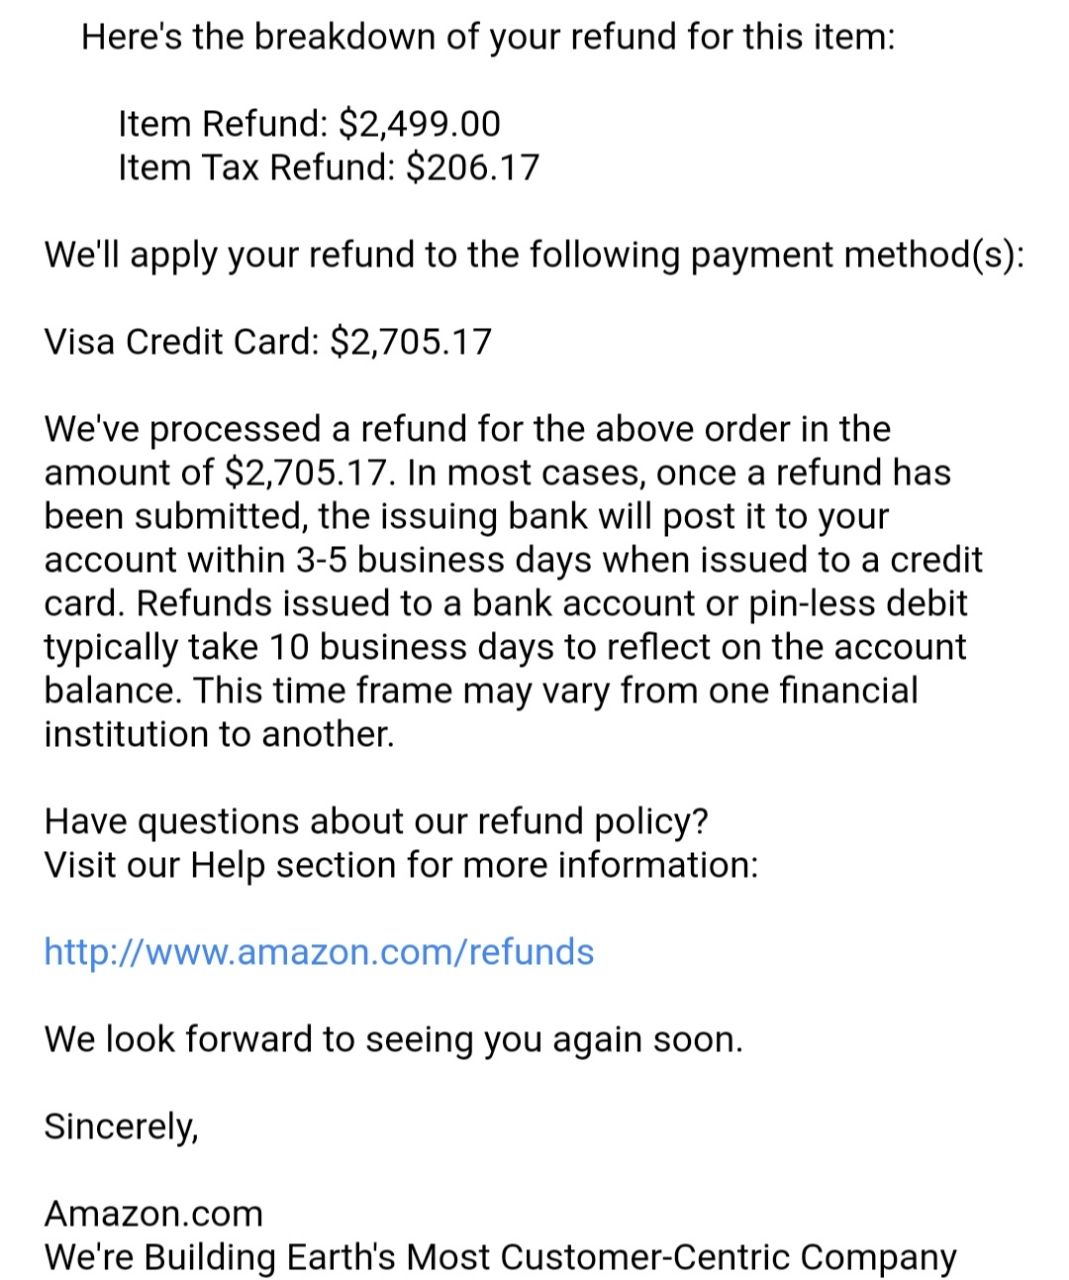 Here's the breakdown of your refund for this item:
Item Refund: $2,499.00
Item Tax Refund: $206.17
We'll apply your refund to the following payment method(s):
Visa Credit Card: $2,705.17
We've processed a refund for the above order in the
amount of $2,705.17. In most cases, once a refund has
been submitted, the issuing bank will post it to your
account within 3-5 business days when issued to a credit
card. Refunds issued to a bank account or pin-less debit
typically take 10 business days to reflect on the account
balance. This time frame may vary from one financial
institution to another.
Have questions about our refund policy?
Visit our Help section for more information:
http://www.amazon.com/refunds
We look forward to seeing you again soon.
Sincerely,
Amazon.com
We're Building Earth's Most Customer-Centric Company